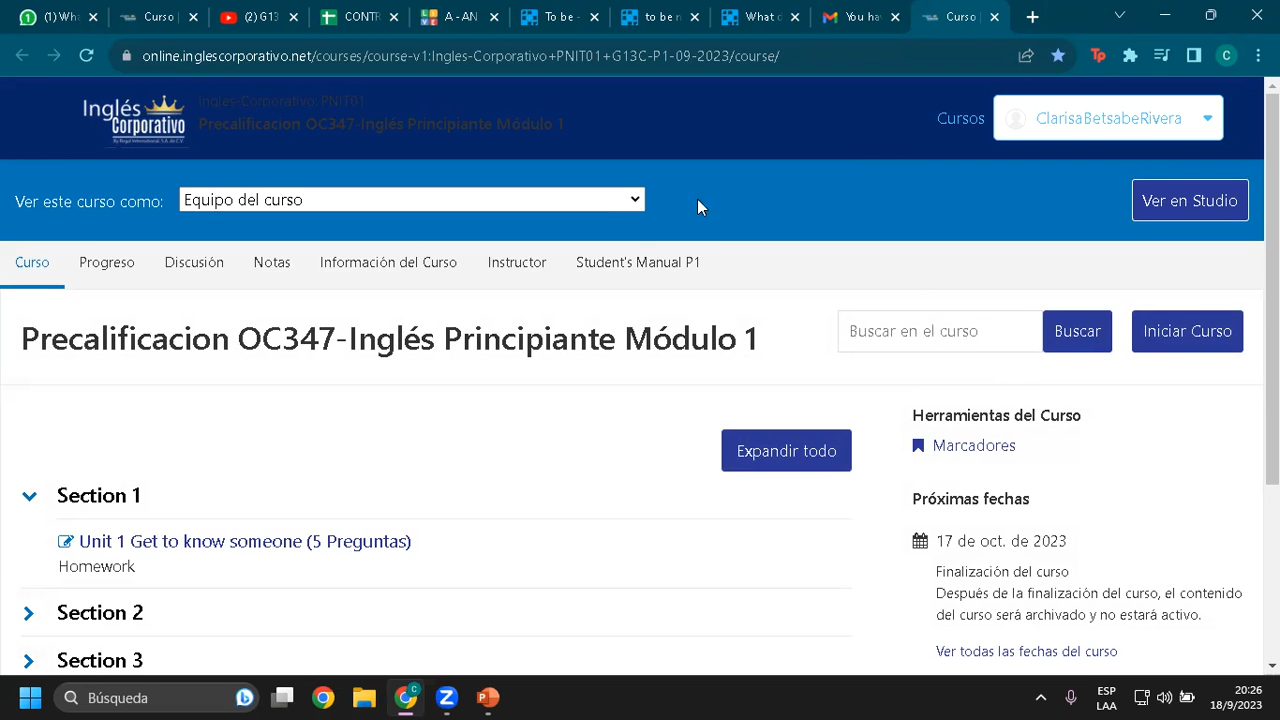 (1) Wha
Curso |
(2) G13
CONTR
A - AN
To be -
to be r
What d
You ha
Curso |
online.inglescorporativo.net/courses/course-v1:Ingles-Corporativo+PNIT01+G13C-P1-09-2023/course/
Inglés
Corporativo
Ingles-Corporativo PNIT01
Precalificacion OC347-Inglés Principiante Módulo 1
Cursos
ClarisaBetsabeRivera
Ver este curso como:
Equipo del curso
Ver en Studio
Curso
Progreso
Discusión
Notas
Información del Curso
Instructor
Student's Manual P1
Precalificacion OC347-Inglés Principiante Módulo 1
Buscar en el curso
Buscar
Iniciar Curso
Expandir todo
Section 1
Unit 1 Get to know someone (5 Preguntas)
Homework
Section 2
Section 3
Herramientas del Curso
Marcadores
Próximas fechas
17 de oct. de 2023
Finalización del curso
Después de la finalización del curso, el contenido
del curso será archivado y no estará activo.
Ver todas las fechas del curso
Búsqueda
ESP
LAA
20:26
18/9/2023